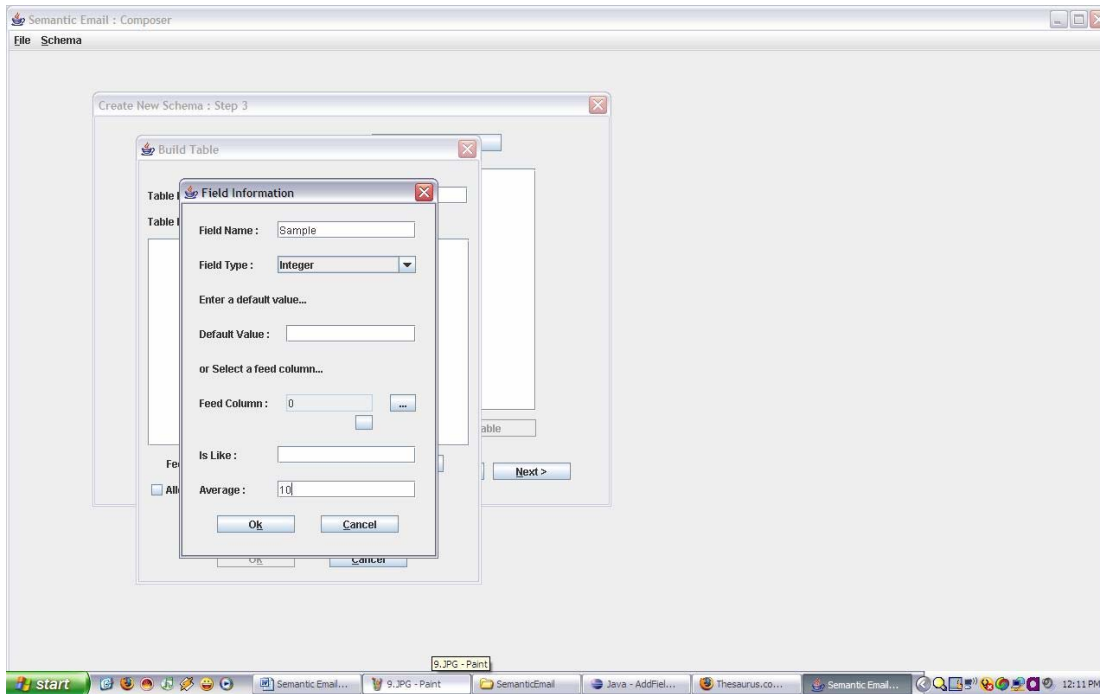 Semantic Email : Composer
File Schema
Create New Schema : Step 3
Build Table
Table
Field Information
Table
Field Name : Sample
Field Type : Integer
Enter a default value...
Default Value :
or Select a feed column...
Feed Column : 0 ...
able
Is Like :
Fee
Next >
All
Average : 10
Ok Cancel
Ok Cancel
9.JPG - Paint
start Semantic Email... 9.JPG - Paint SemanticEmail Java - AddFiel... Thesaurus.co... Semantic Email... 12:11 PM